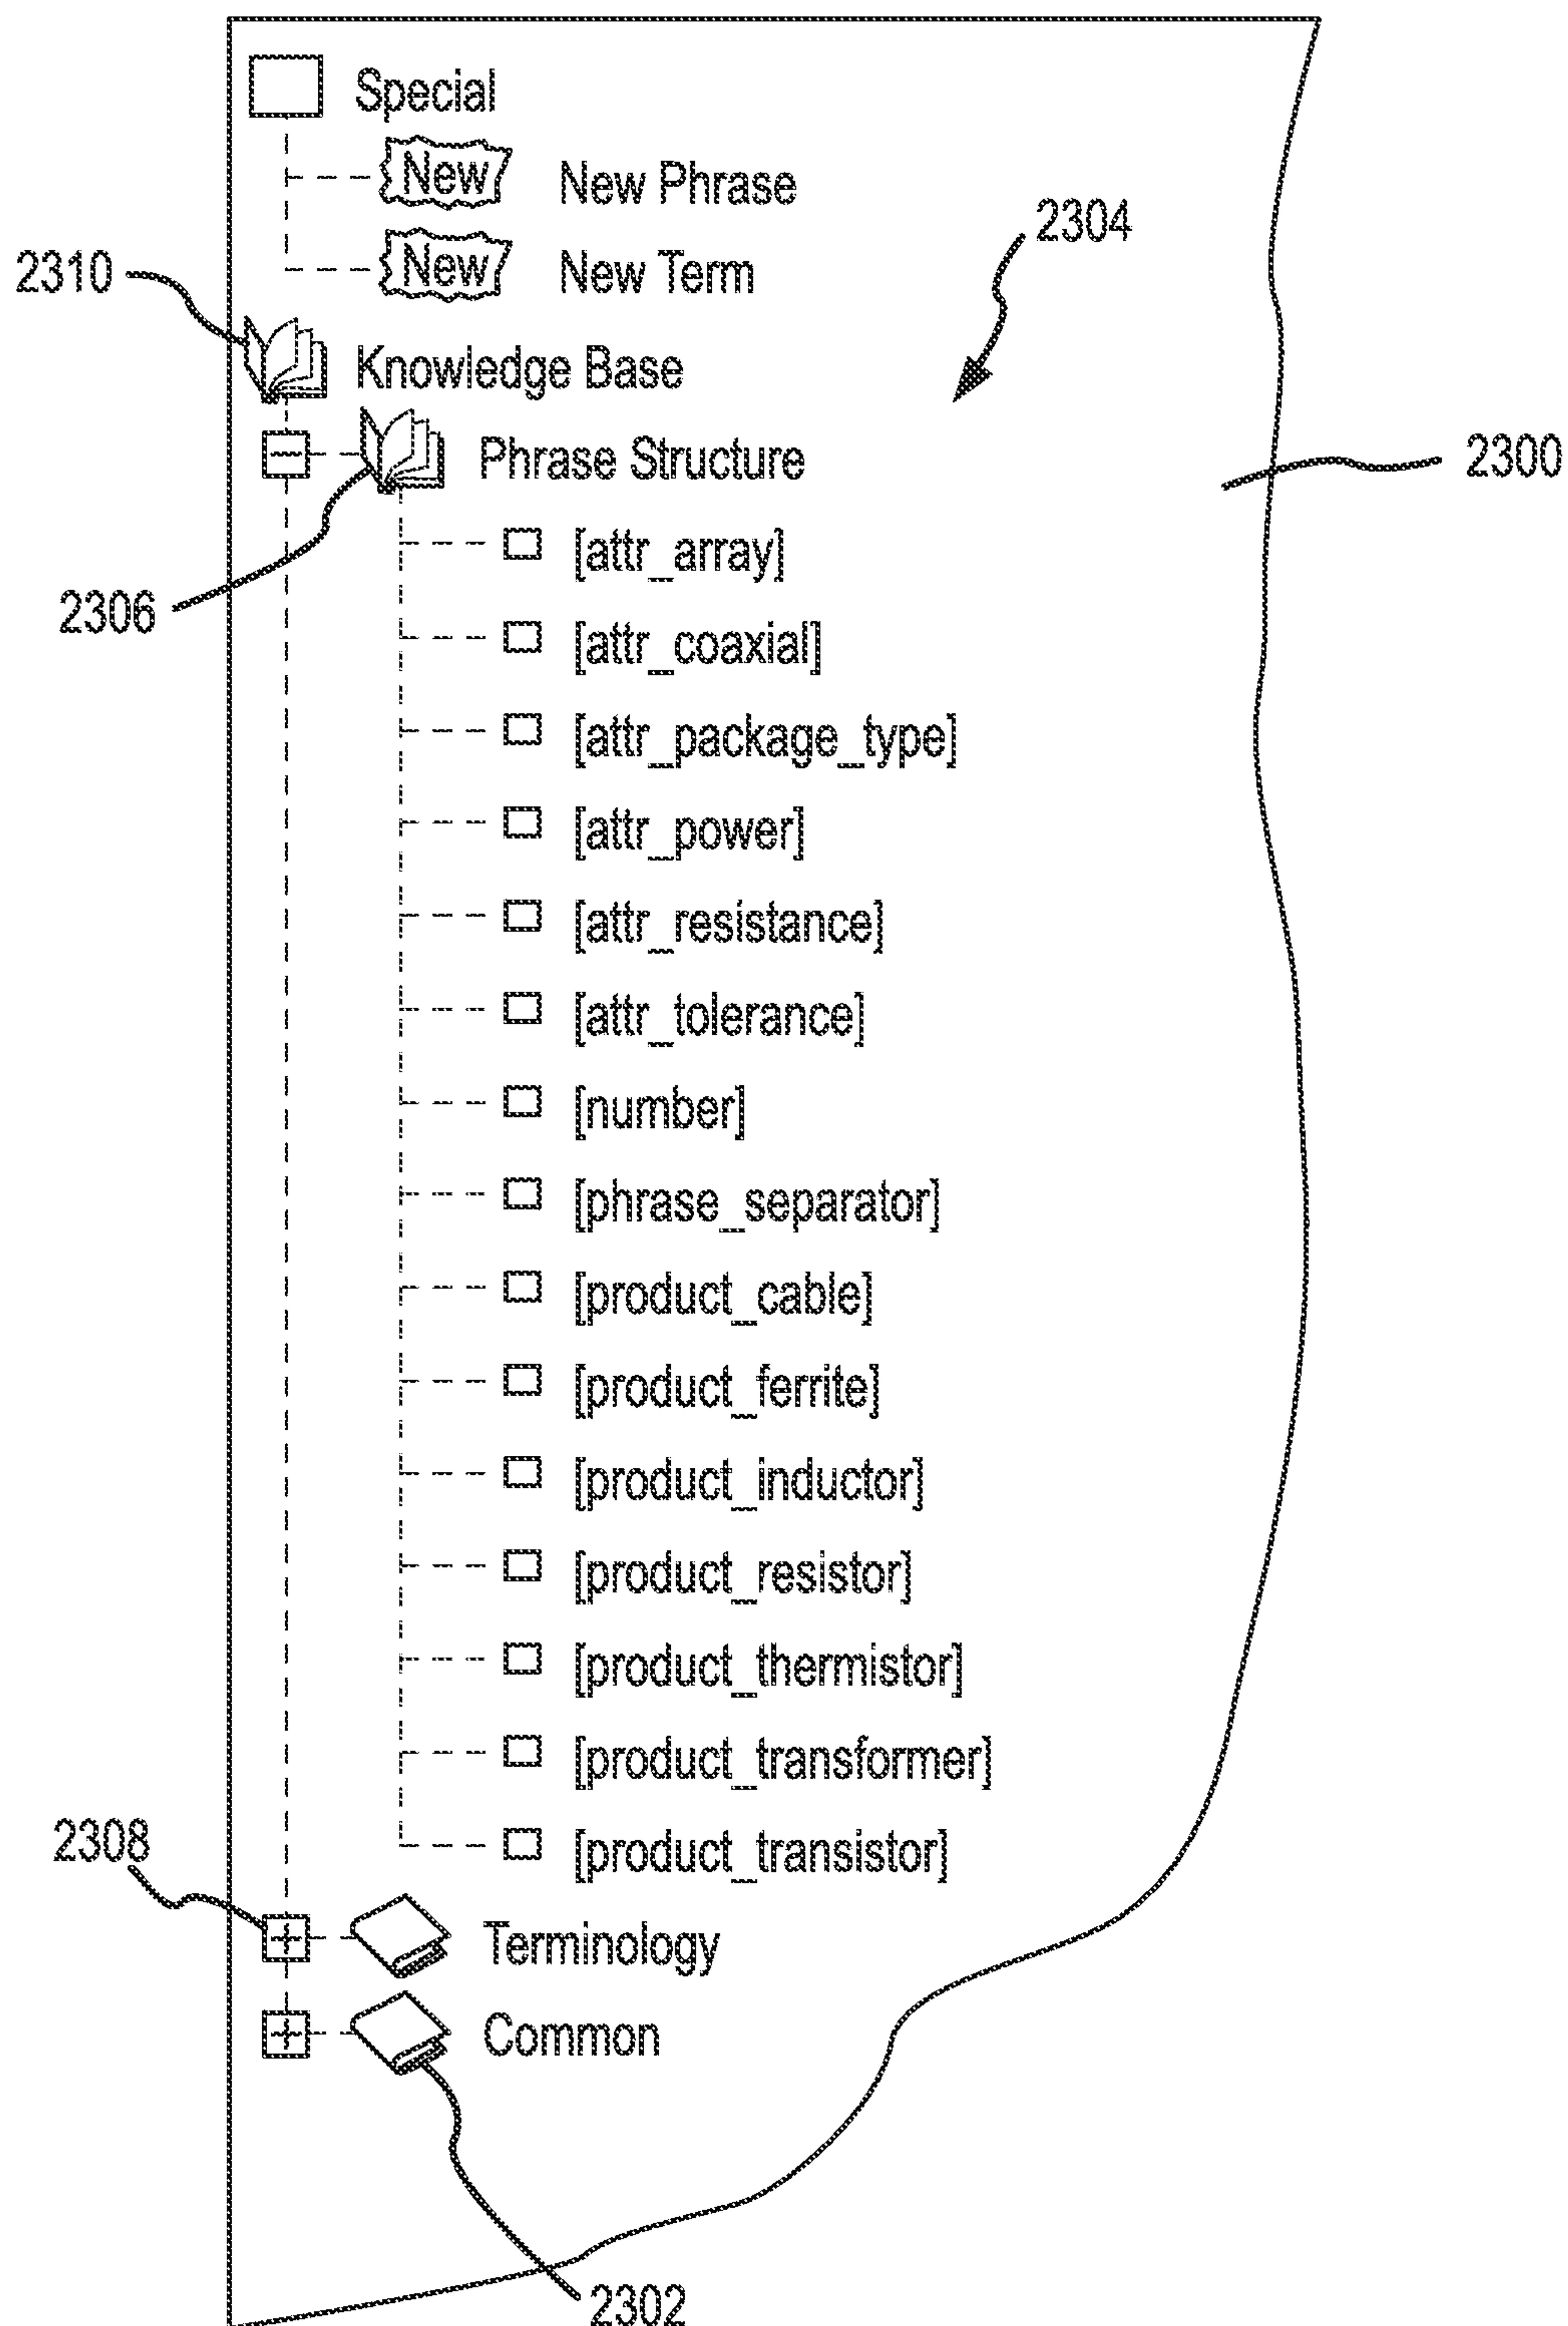 Special
New New Phrase
2304
New New Term
2310
Knowledge Base
Phrase Structure
2300
[attr_array]
2306
[attr_coaxial]
[attr_package_type]
[attr_power]
[attr_resistance]
[attr_tolerance]
[number]
[phrase_separator]
[product_cable]
[product_ferrite]
[product_inductor]
[product_resistor]
[product_thermistor]
[product_transformer]
2308
[product_transistor]
Terminology
Common
2302